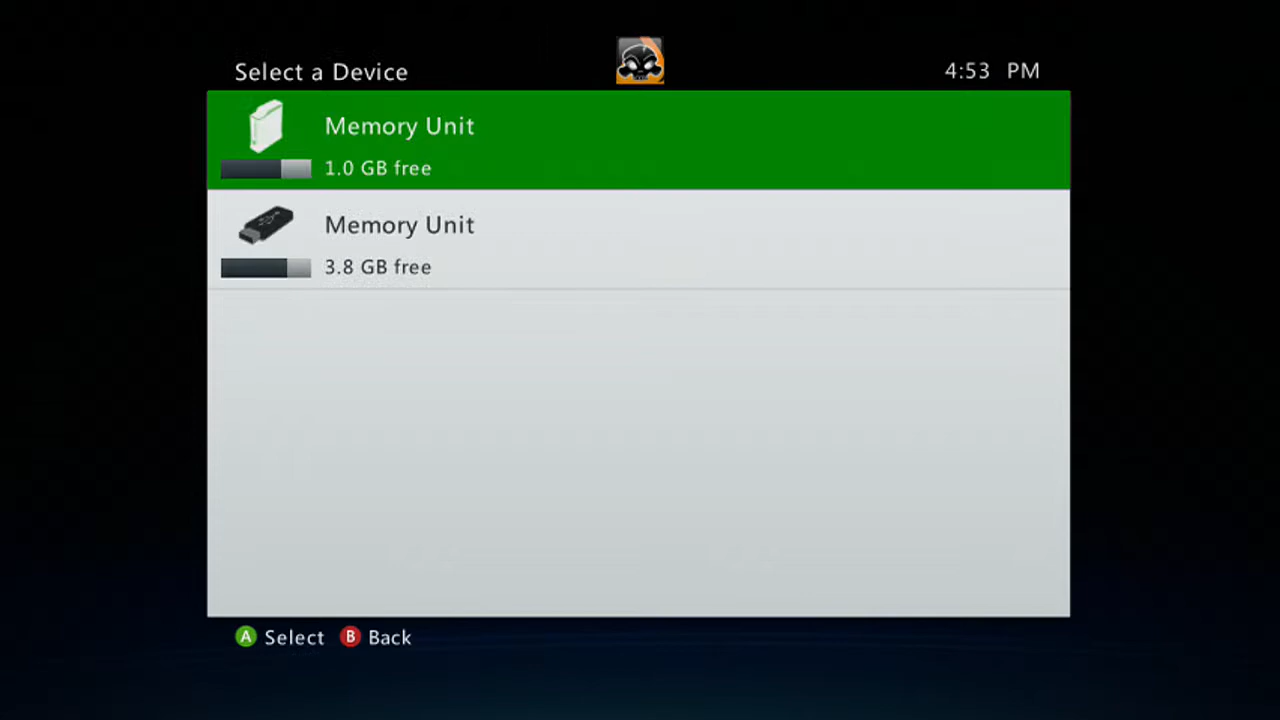 Select a Device
4:53 PM
Memory Unit
1.0 GB free
Memory Unit
3.8 GB free
A Select B Back